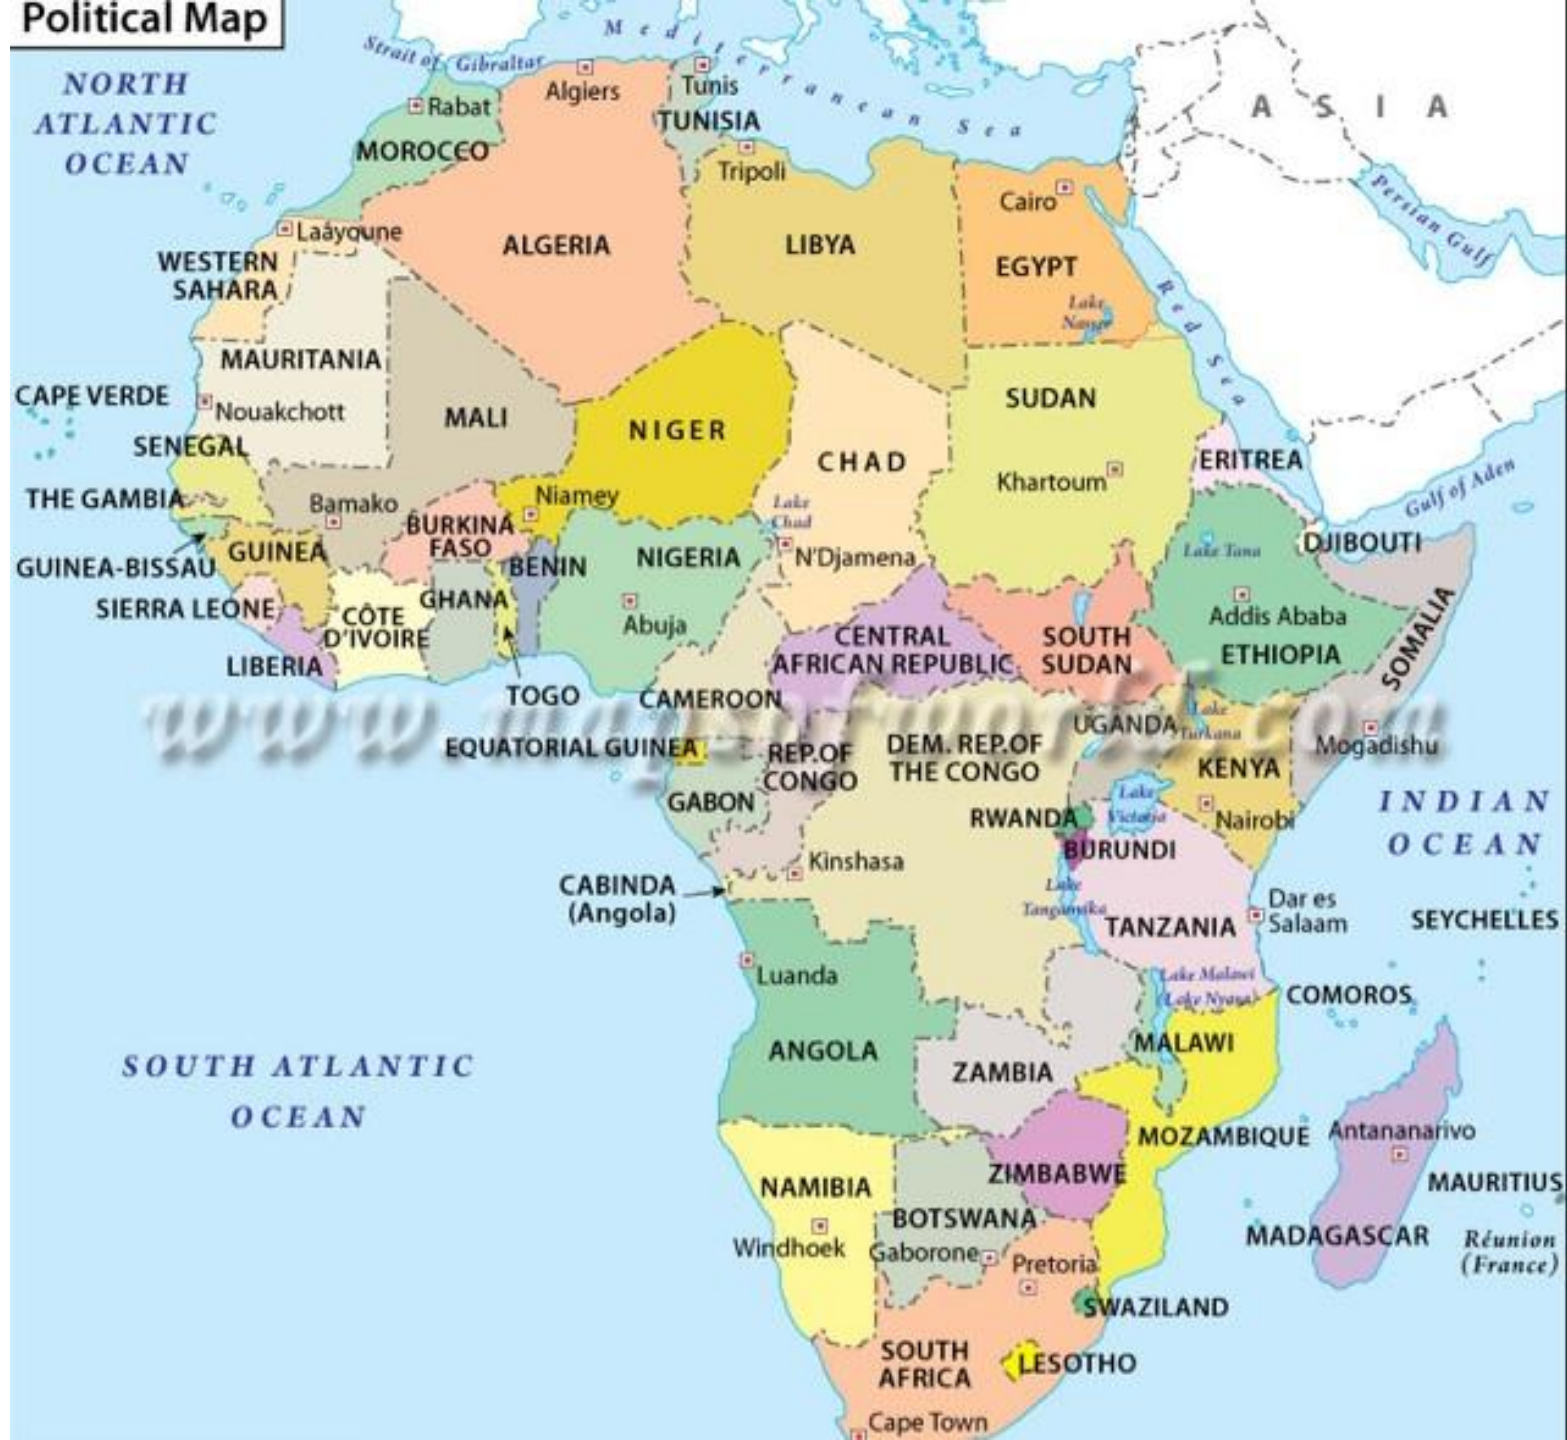 Political Map
NORTH
ATLANTIC
OCEAN
Strait of Gibraltar
Mediterranean Sea
ASIA
Persian Gulf
Rabat
MOROCCO
Algiers
Tunis
TUNISIA
Tripoli
Cairo
Laâyoune
WESTERN
SAHARA
ALGERIA
LIBYA
EGYPT
Lake
Nasser
Red Sea
MAURITANIA
Nouakchott
CAPE VERDE
SENEGAL
MALI
NIGER
CHAD
SUDAN
Khartoum
ERITREA
Gulf of Aden
THE GAMBIA
Bamako
BURKINA
FASO
Niamey
Lake
Chad
N'Djamena
GUINEA-BISSAU
GUINEA
BENIN
NIGERIA
Abuja
Lake Tana
DJIBOUTI
SIERRA LEONE
CÔTE
D'IVOIRE
GHANA
LIBERIA
TOGO
CAMEROON
CENTRAL
AFRICAN REPUBLIC
SOUTH
SUDAN
Addis Ababa
ETHIOPIA
SOMALIA
www.mapsofworld.com
EQUATORIAL GUINEA
REP.OF
CONGO
DEM. REP.OF
THE CONGO
UGANDA
Lake
Turkana
KENYA
Mogadishu
GABON
RWANDA
Lake
Victoria
Nairobi
INDIAN
OCEAN
BURUNDI
Kinshasa
CABINDA
(Angola)
Lake
Tanganika
TANZANIA
Dar es
Salaam
SEYCHELLES
Luanda
Lake Malawi
(Lake Nyasa)
COMOROS
ANGOLA
ZAMBIA
MALAWI
SOUTH ATLANTIC
OCEAN
MOZAMBIQUE
Antananarivo
NAMIBIA
ZIMBABWE
MAURITIUS
BOTSWANA
MADAGASCAR
Réunion
(France)
Windhoek
Gaborone
Pretoria
SWAZILAND
SOUTH
AFRICA
LESOTHO
Cape Town